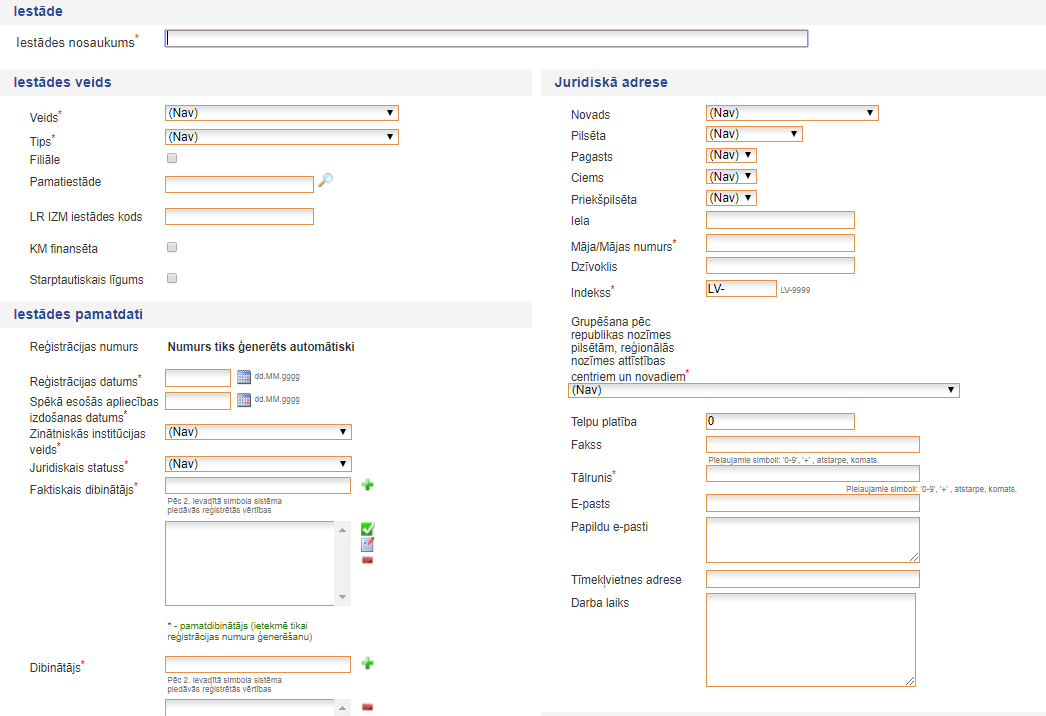 Iestāde
Iestādes nosaukums*
Iestādes veids
Veids*
(Nav)
Tips*
(Nav)
Filiāle
Pamatiestāde
LR IZM iestādes kods
KM finansēta
Starptautiskais līgums
Iestādes pamatdati
Reģistrācijas numurs
Numurs tiks ģenerēts automātiski
Reģistrācijas datums*
dd.MM.gggg
Spēkā esošās apliecības
izdošanas datums*
dd.MM.gggg
Zinātniskās institūcijas
veids*
(Nav)
Juridiskais statuss*
(Nav)
Faktiskais dibinātājs*
Pēc 2. ievadītā simbola sistēma
piedāvās reģistrētās vērtības
* - pamatdibinātājs (ietekmē tikai
reģistrācijas numura ģenerēšanu)
Dibinātājs*
Pēc 2. ievadītā simbola sistēma
piedāvās reģistrētās vērtības
Juridiskā adrese
Novads
(Nav)
Pilsēta
(Nav)
Pagasts
(Nav)
Ciems
(Nav)
Priekšpilsēta
(Nav)
Iela
Māja/Mājas numurs*
Dzīvoklis
Indekss*
LV-
LV-9999
Grupēšana pēc
republikas nozīmes
pilsētām, reģionālās
nozīmes attīstības
centriem un novadiem*
(Nav)
Telpu platība
0
Fakss
Pieļaujamie simboli: '0-9', '+' , atstarpe, komats.
Tālrunis*
Pieļaujamie simboli: '0-9', '+' , atstarpe, komats.
E-pasts
Papildu e-pasti
Tīmekļvietnes adrese
Darba laiks